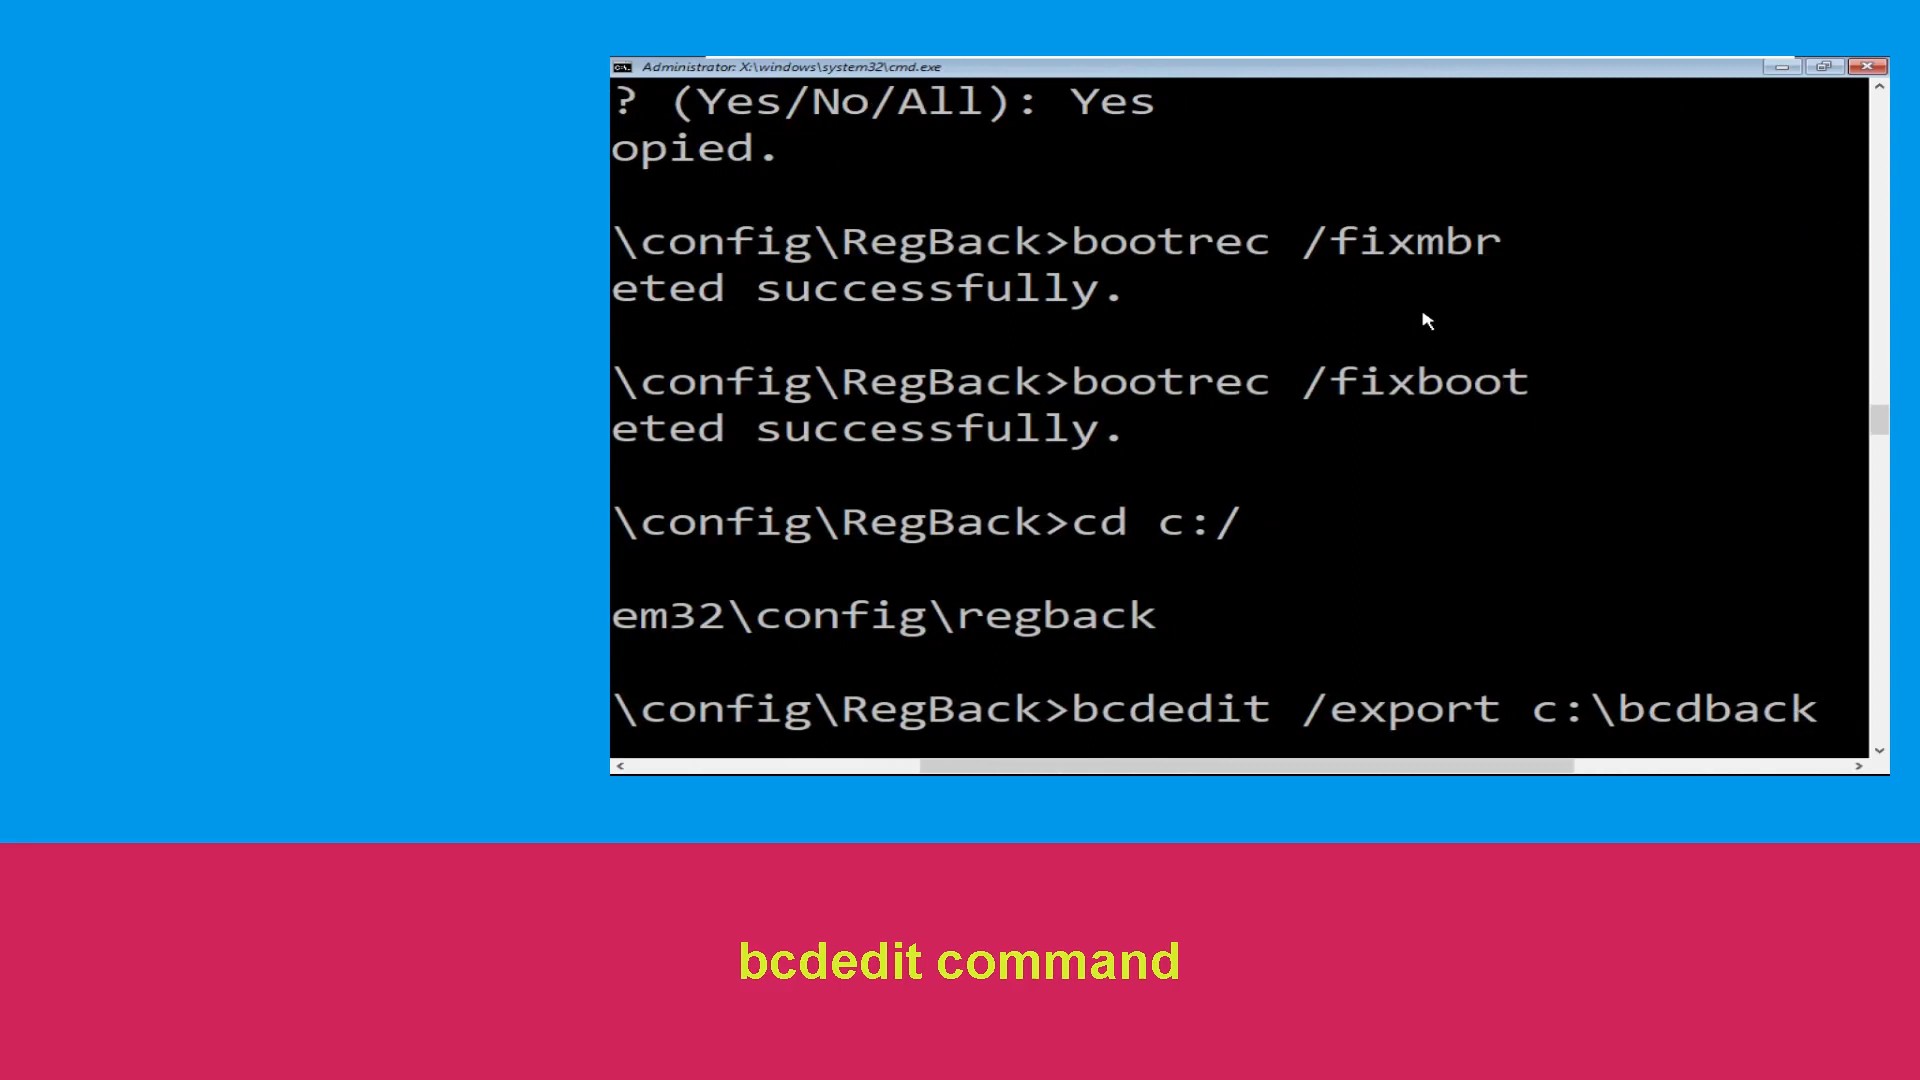 Administrator: X:\windows\system32\cmd.exe
? (Yes/No/All): Yes
opied.
\config\RegBack>bootrec /fixmbr
eted successfully.
\config\RegBack>bootrec /fixboot
eted successfully.
\config\RegBack>cd c:/
em32\config\regback
\config\RegBack>bcdedit /export c:\bcdback
bcdedit command